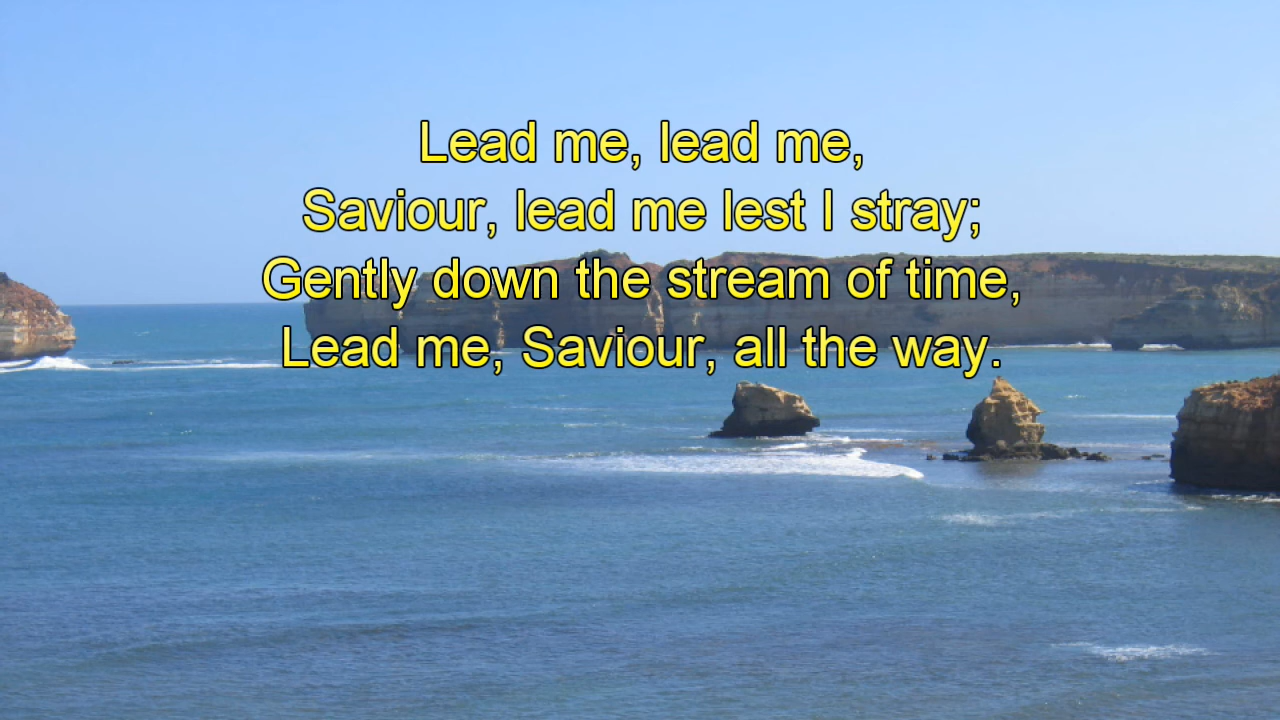 Lead me, lead me,
Saviour, lead me lest I stray;
Gently down the stream of time,
Lead me, Saviour, all the way.